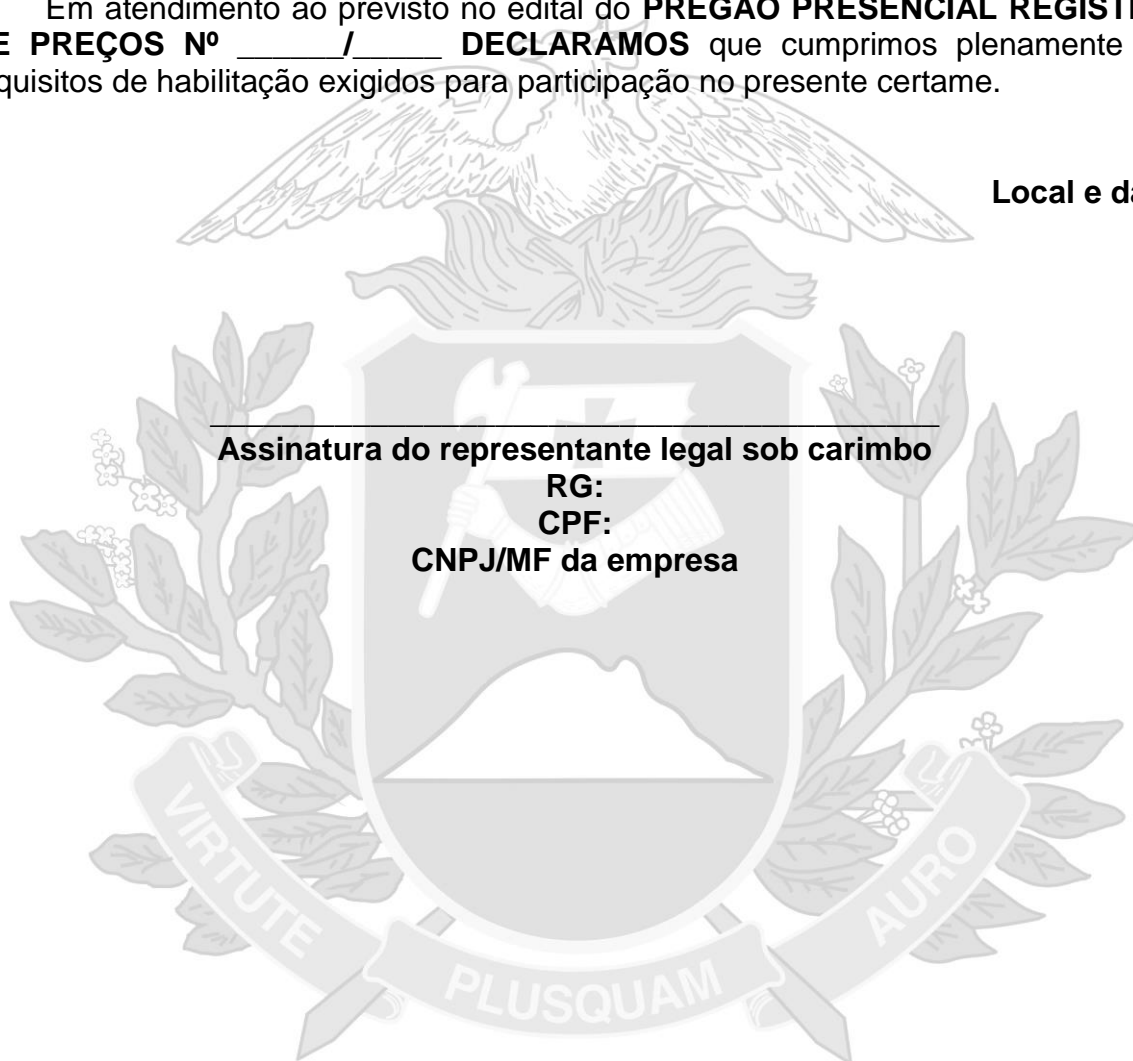 Em atendimento ao previsto no edital do PREGÃO PRESENCIAL REGIST
E PREÇOS Nº ______/_____ DECLARAMOS que cumprimos plenamente
quisitos de habilitação exigidos para participação no presente certame.
Local e da
Assinatura do representante legal sob carimbo
RG:
CPF:
CNPJ/MF da empresa
VIRTUTE
PLUSQUAM
AURO